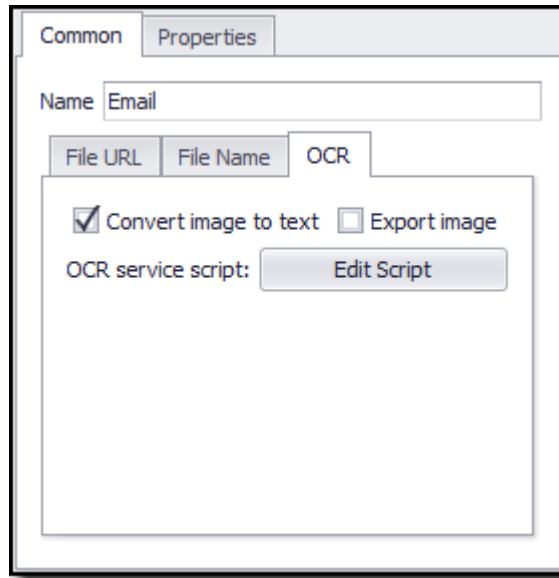 Common Properties
Name Email
File URL File Name OCR
Convert image to text Export image
OCR service script: Edit Script